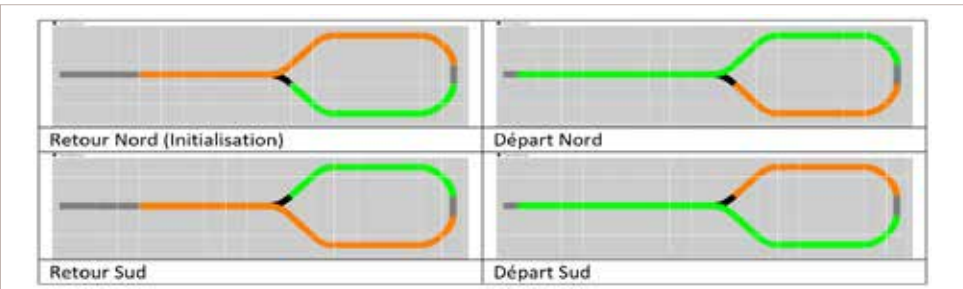 Retour Nord (Initialisation)
Départ Nord
Retour Sud
Départ Sud